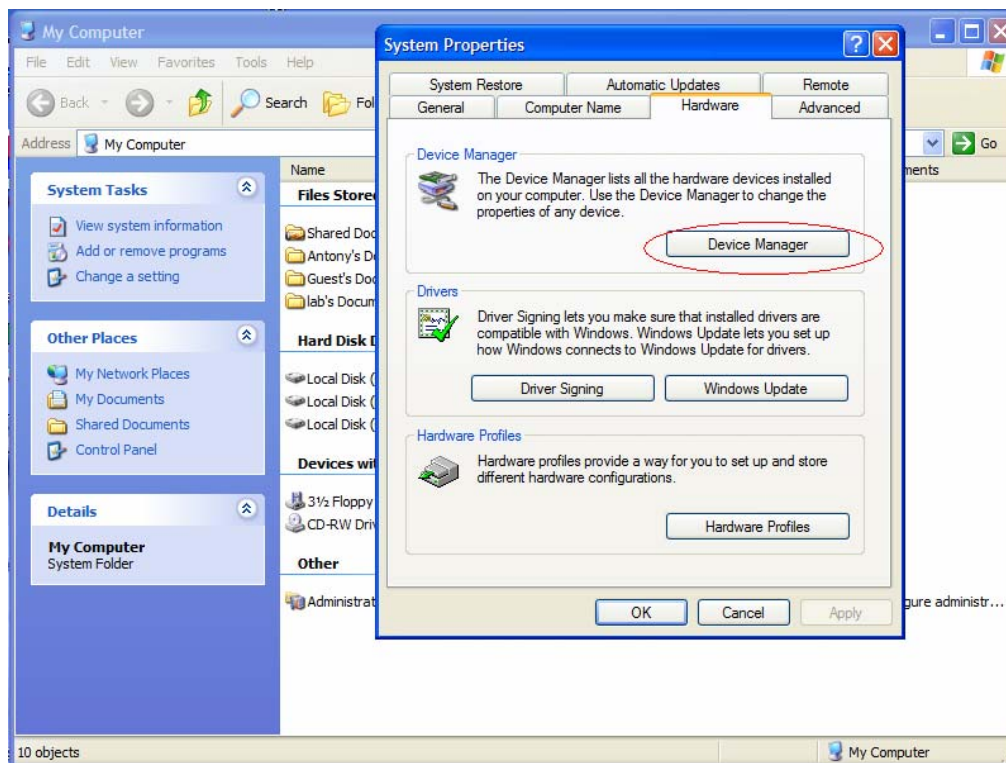 My Computer
File Edit View Favorites Tools Help
Back Search Fol
Address My Computer Go
System Tasks
View system information
Add or remove programs
Change a setting
Other Places
My Network Places
My Documents
Shared Documents
Control Panel
Details
My Computer
System Folder
Name ments
Files Stored
Shared Doc
Antony's D
Guest's Doc
lab's Docum
Hard Disk D
Local Disk (
Local Disk (
Local Disk (
Devices wit
3½ Floppy
CD-RW Driv
Other
Administrat gure administr...
System Properties
System Restore Automatic Updates Remote
General Computer Name Hardware Advanced
Device Manager
The Device Manager lists all the hardware devices installed
on your computer. Use the Device Manager to change the
properties of any device.
Device Manager
Drivers
Driver Signing lets you make sure that installed drivers are
compatible with Windows. Windows Update lets you set up
how Windows connects to Windows Update for drivers.
Driver Signing Windows Update
Hardware Profiles
Hardware profiles provide a way for you to set up and store
different hardware configurations.
Hardware Profiles
OK Cancel Apply
10 objects My Computer